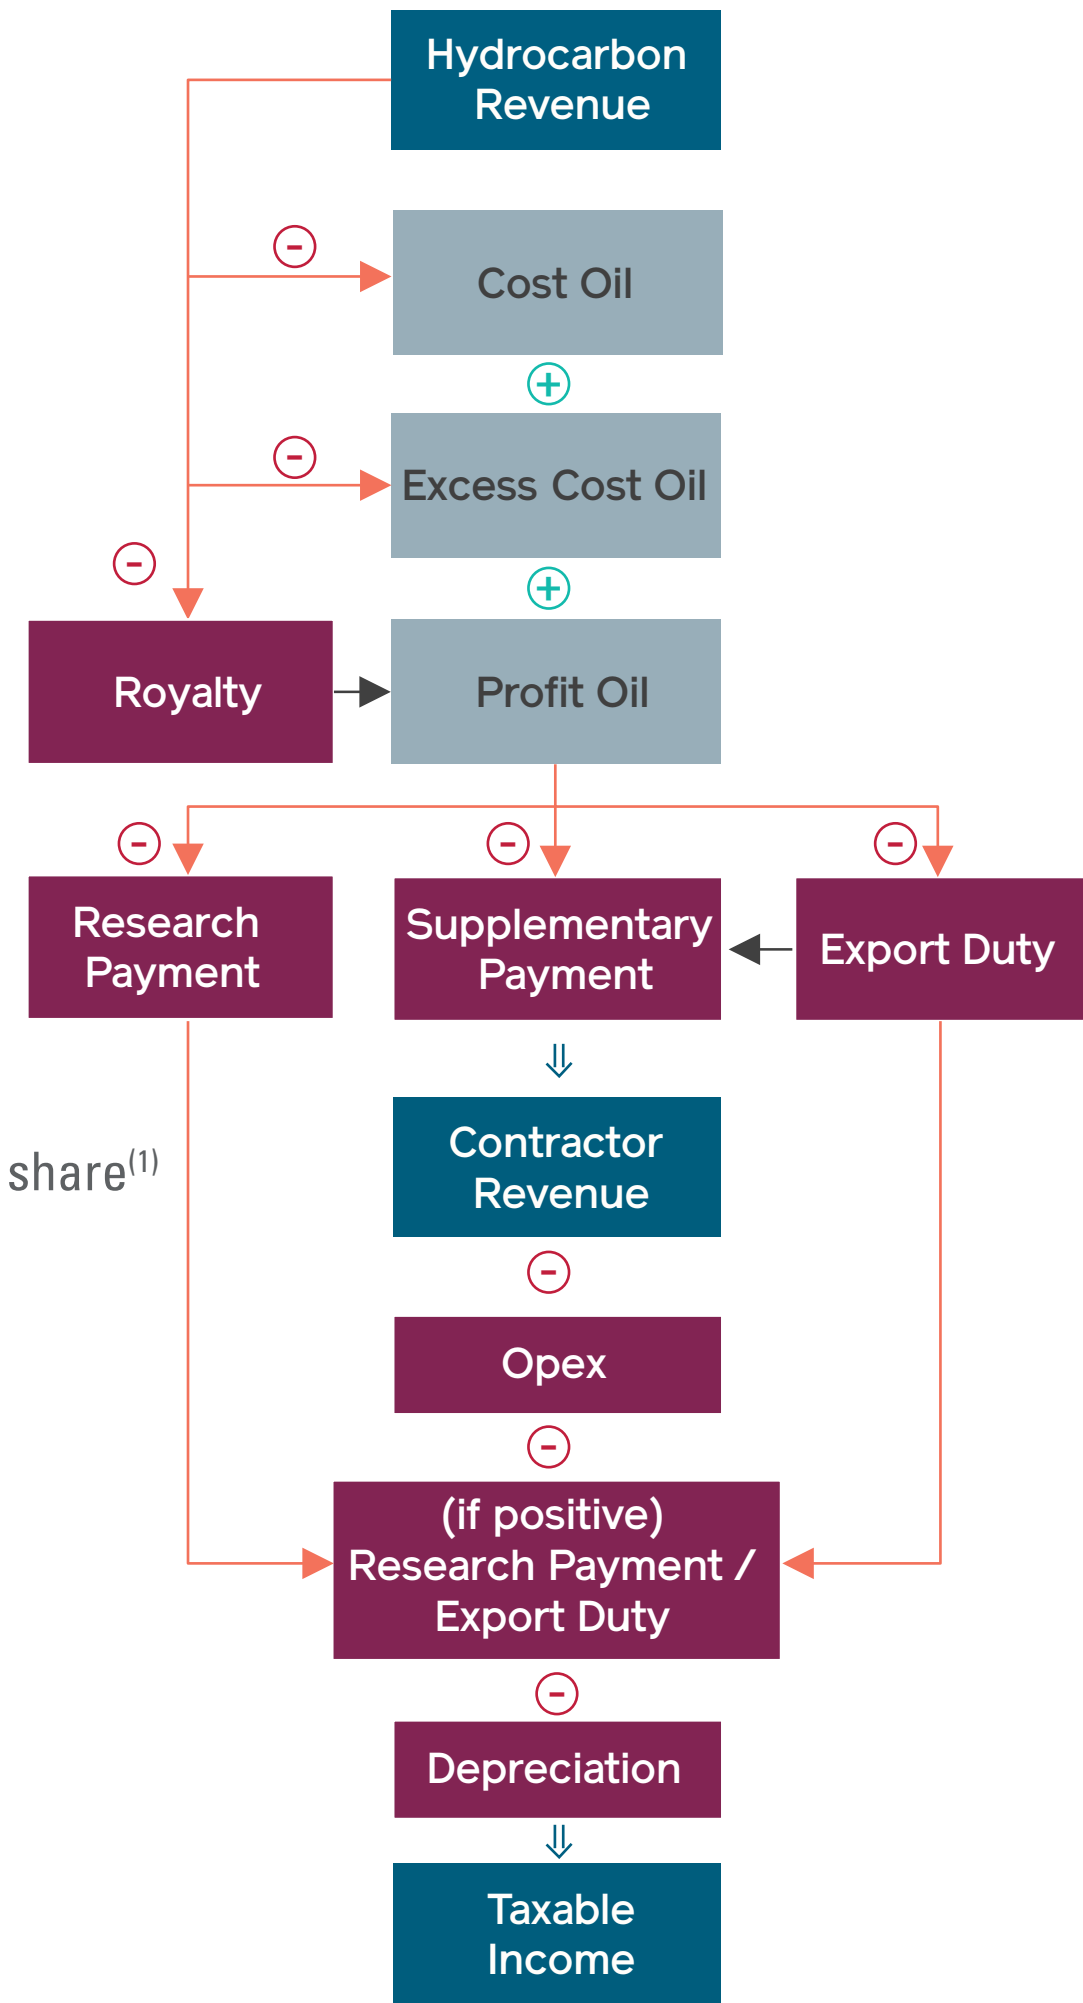 Hydrocarbon
Revenue
-
Cost Oil
+
-
Excess Cost Oil
-
+
Royalty
Profit Oil
-
-
-
Research
Payment
Supplementary
Payment
Export Duty
⇓
Contractor
Revenue
share(1)
-
Opex
-
(if positive)
Research Payment /
Export Duty
-
Depreciation
⇓
Taxable
Income